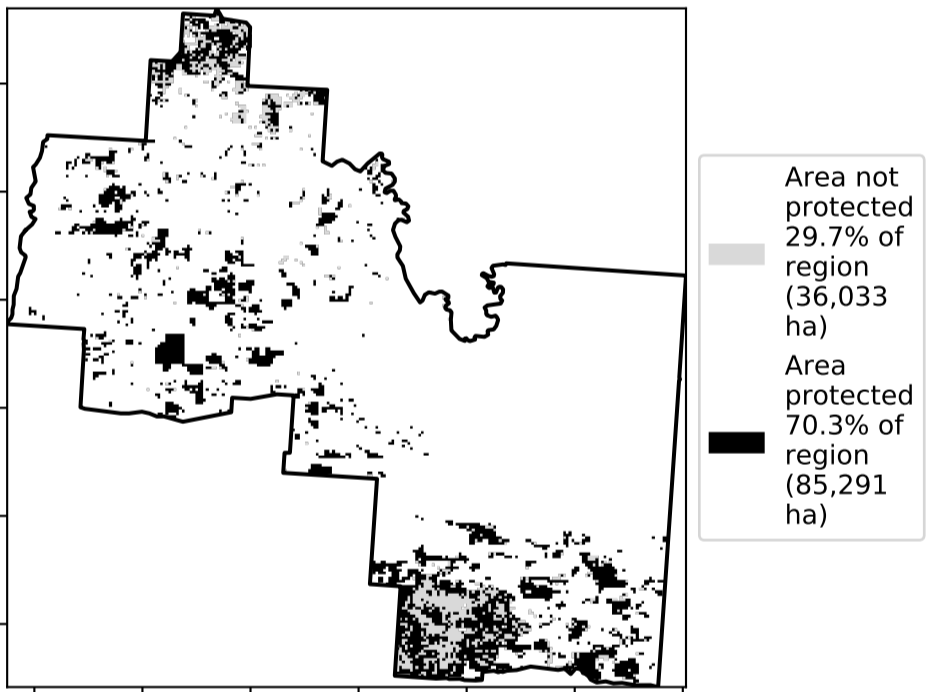 Area not
protected
29.7% of
region
(36,033
ha)
Area
protected
70.3% of
region
(85,291
ha)